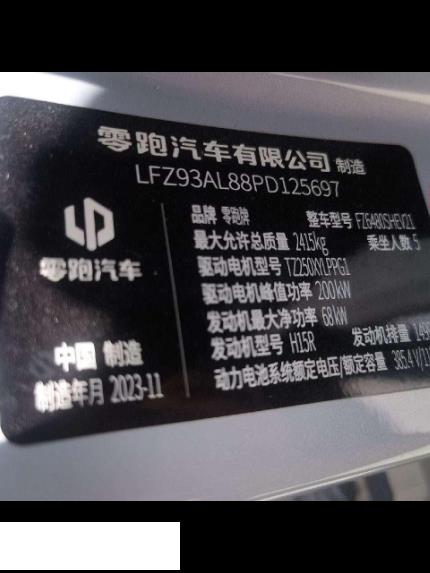 零跑汽车有限公司 制造
LFZ93AL88PD125697
零跑汽车
中国 制造
制造年月 2023-11
品牌 零跑牌 整车型号 FZ6480SHEV21
最大允许总质量 2415kg 乘坐人数 5
驱动电机型号 TZ250XYLPPG1
驱动电机峰值功率 200kW
发动机最大净功率 68kW
发动机型号 H15R 发动机排量
动力电池系统额定电压/额定容量 385.4V